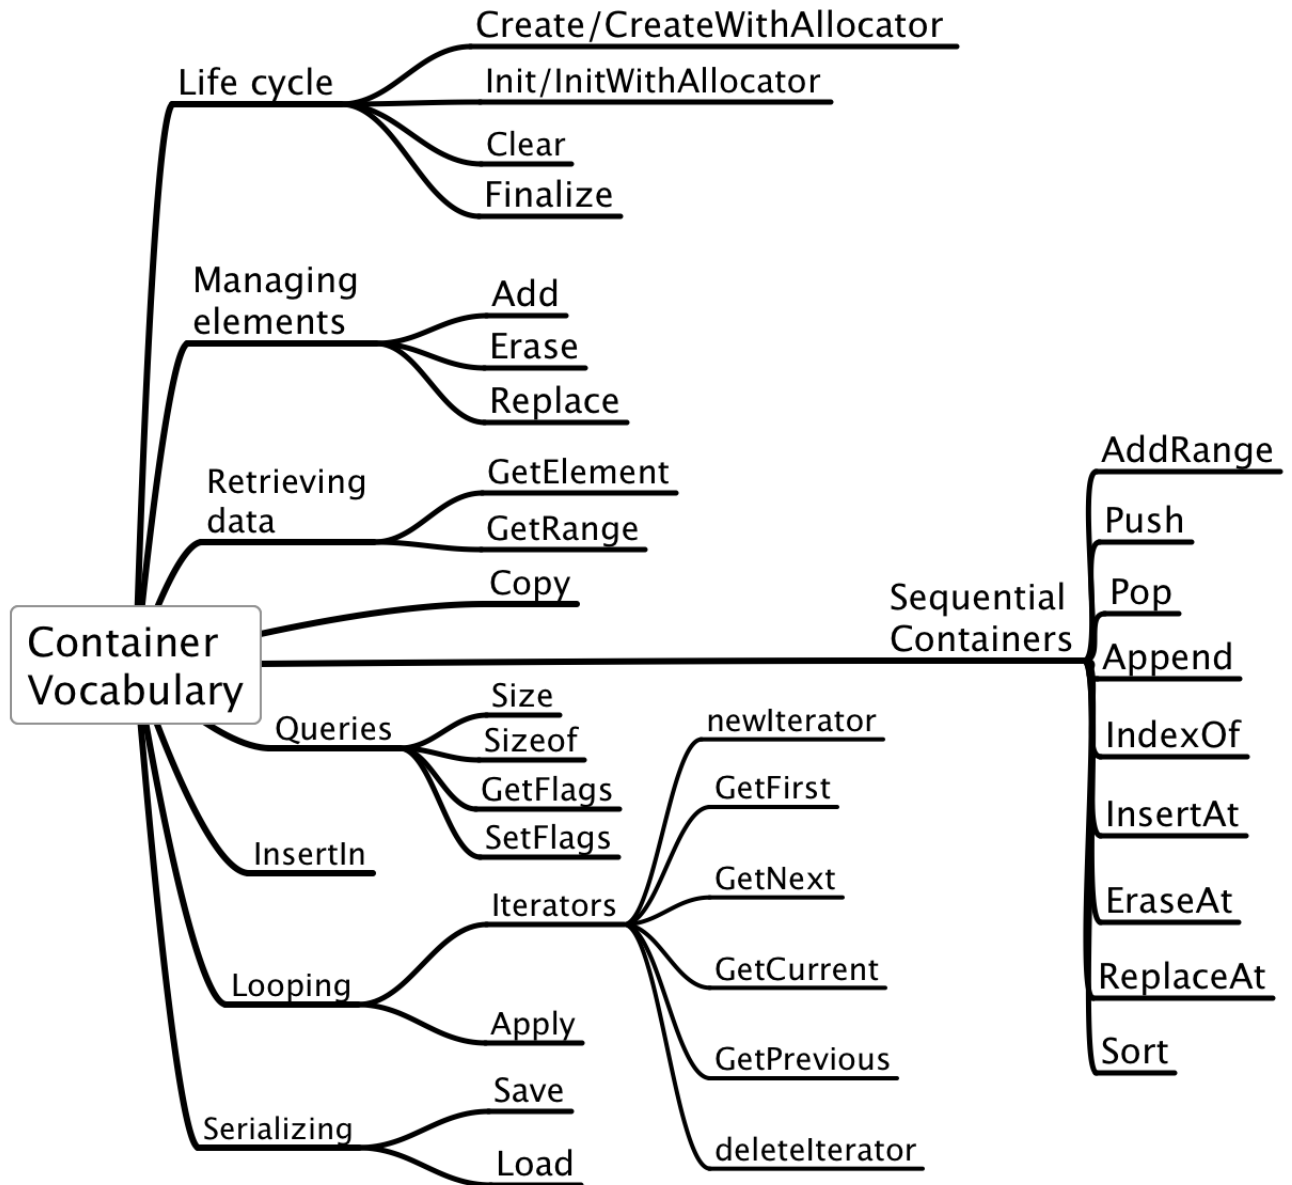 Create/CreateWithAllocator
Life cycle
Init/InitWithAllocator
Clear
Finalize
Managing
elements
Add
Erase
Replace
Retrieving
data
GetElement
GetRange
Copy
Container
Vocabulary
Sequential
Containers
AddRange
Push
Pop
Append
IndexOf
InsertAt
EraseAt
ReplaceAt
Sort
Queries
Size
Sizeof
GetFlags
SetFlags
InsertIn
Looping
Iterators
newIterator
GetFirst
GetNext
GetCurrent
GetPrevious
deleteIterator
Apply
Serializing
Save
Load